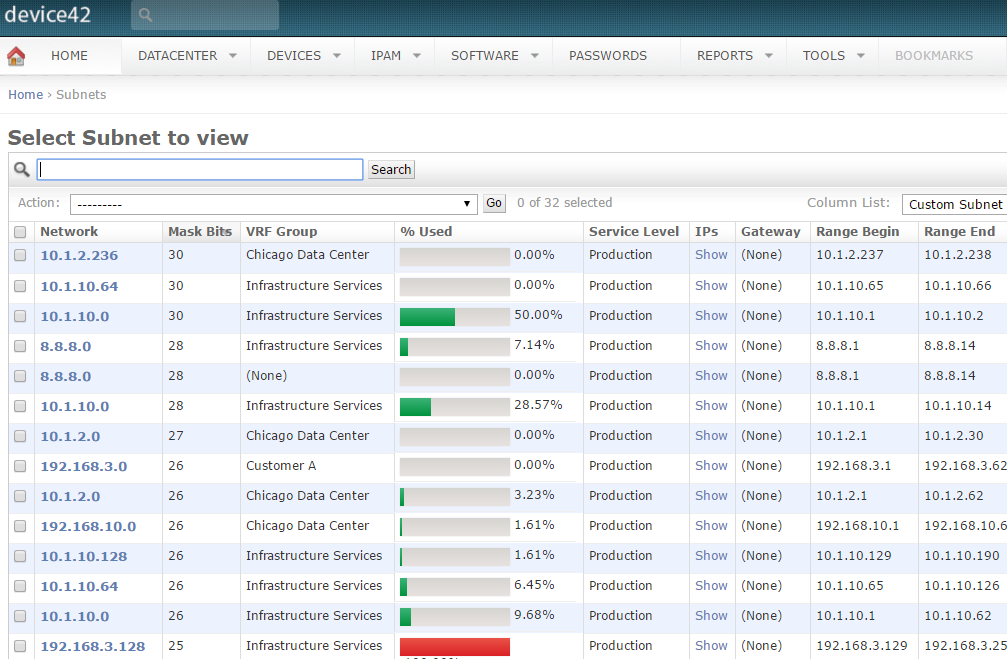 device42
HOME DATACENTER DEVICES IPAM SOFTWARE PASSWORDS REPORTS TOOLS BOOKMARKS
Home › Subnets
Select Subnet to view
Search
Action: --------- Go 0 of 32 selected Column List: Custom Subnet
Network Mask Bits VRF Group % Used Service Level IPs Gateway Range Begin Range End
10.1.2.236 30 Chicago Data Center 0.00% Production Show (None) 10.1.2.237 10.1.2.238
10.1.10.64 30 Infrastructure Services 0.00% Production Show (None) 10.1.10.65 10.1.10.66
10.1.10.0 30 Infrastructure Services 50.00% Production Show (None) 10.1.10.1 10.1.10.2
8.8.8.0 28 Infrastructure Services 7.14% Production Show (None) 8.8.8.1 8.8.8.14
8.8.8.0 28 (None) 0.00% Production Show (None) 8.8.8.1 8.8.8.14
10.1.10.0 28 Infrastructure Services 28.57% Production Show (None) 10.1.10.1 10.1.10.14
10.1.2.0 27 Chicago Data Center 0.00% Production Show (None) 10.1.2.1 10.1.2.30
192.168.3.0 26 Customer A 0.00% Production Show (None) 192.168.3.1 192.168.3.62
10.1.2.0 26 Chicago Data Center 3.23% Production Show (None) 10.1.2.1 10.1.2.62
192.168.10.0 26 Chicago Data Center 1.61% Production Show (None) 192.168.10.1 192.168.10.6
10.1.10.128 26 Infrastructure Services 1.61% Production Show (None) 10.1.10.129 10.1.10.190
10.1.10.64 26 Infrastructure Services 6.45% Production Show (None) 10.1.10.65 10.1.10.126
10.1.10.0 26 Infrastructure Services 9.68% Production Show (None) 10.1.10.1 10.1.10.62
192.168.3.128 25 Infrastructure Services Production Show (None) 192.168.3.129 192.168.3.25